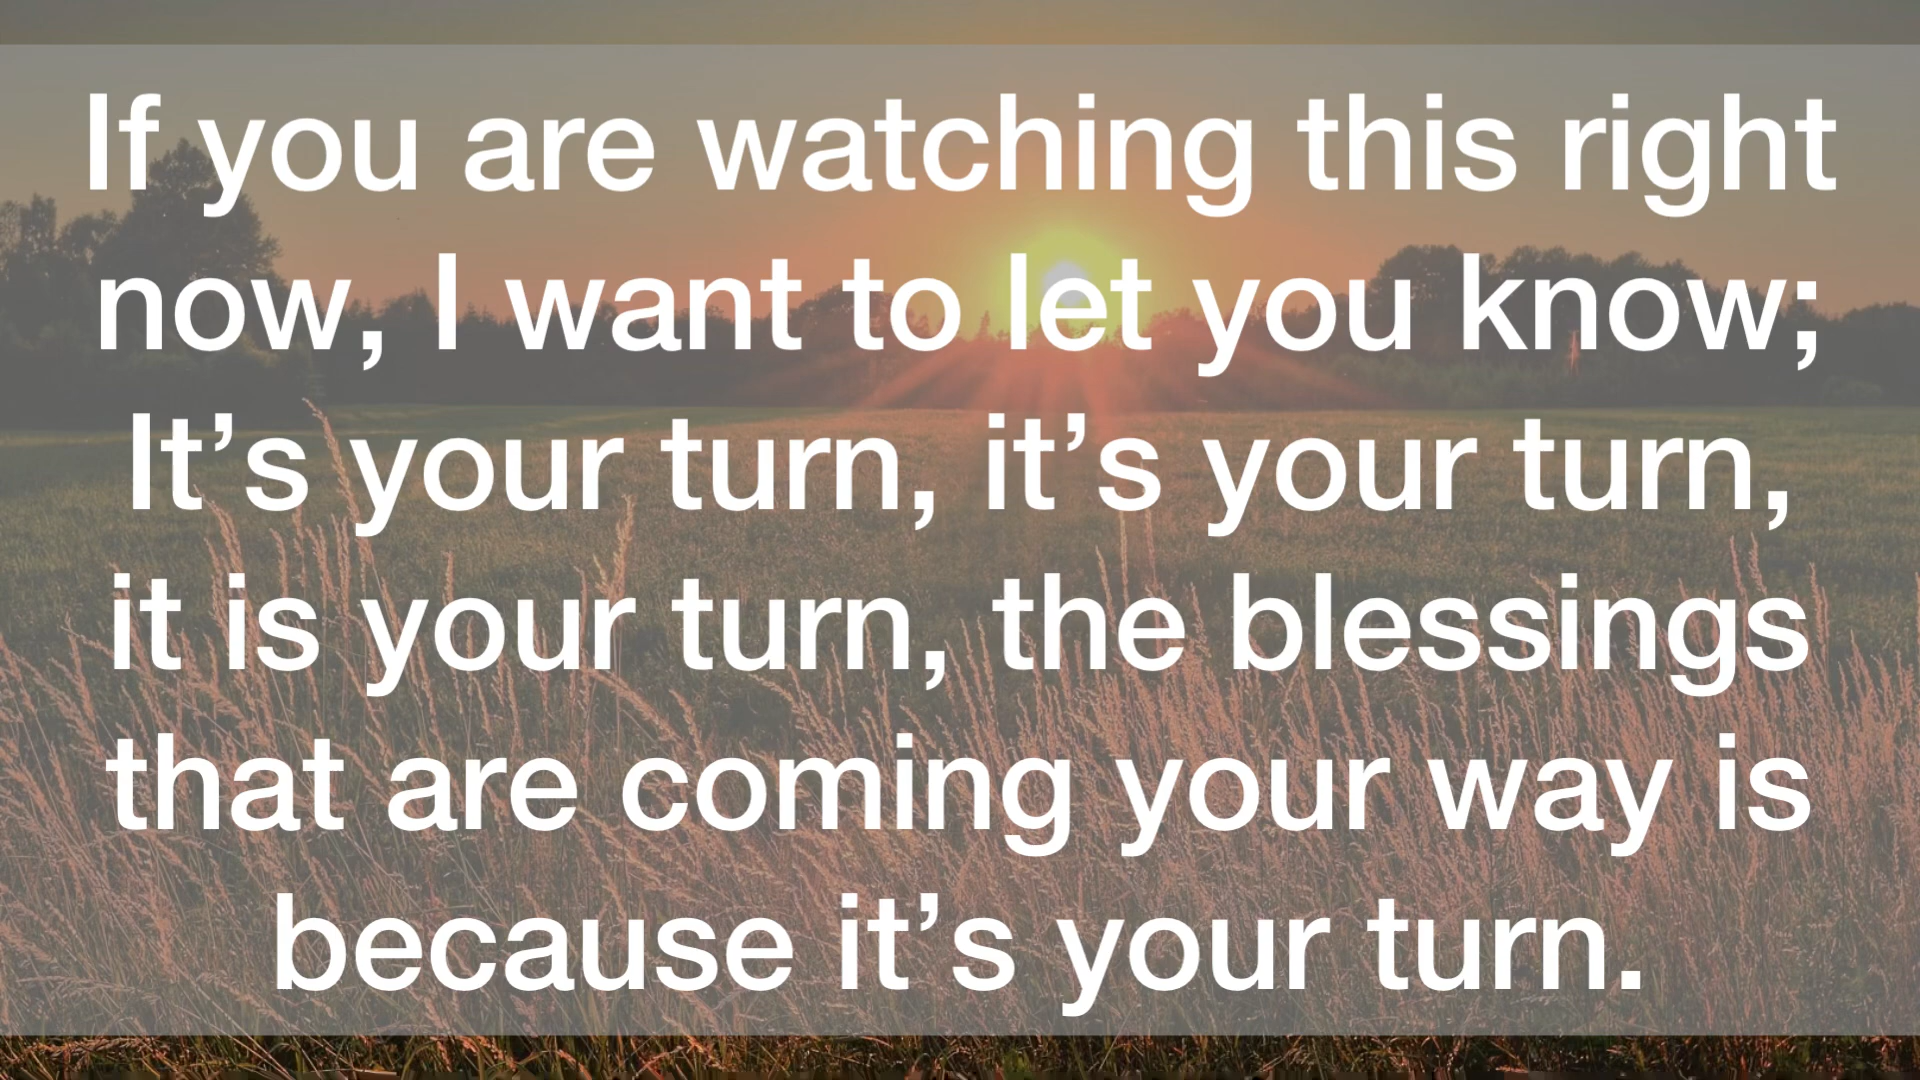 If you are watching this right
now, I want to let you know;
It’s your turn, it’s your turn,
it is your turn, the blessings
that are coming your way is
because it’s your turn.